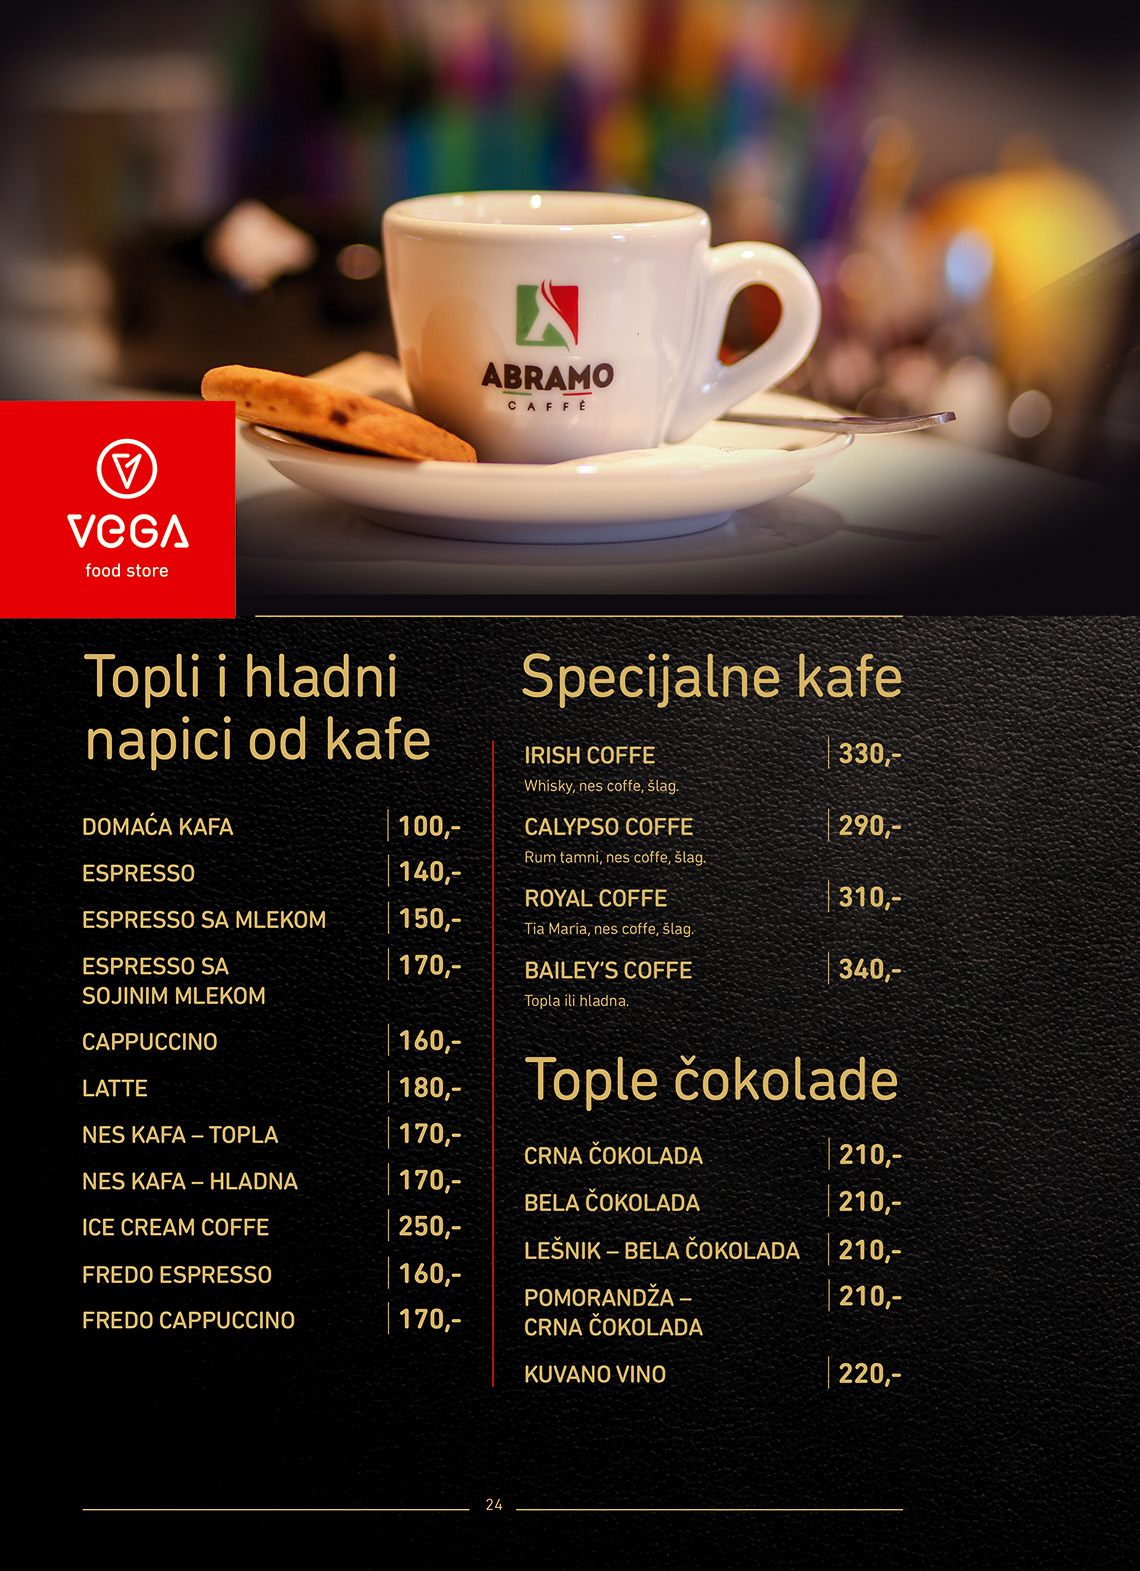 ABRAMO
CAFFÈ
VEGA
food store
Topli i hladni
napici od kafe
DOMAĆA KAFA 100,-
ESPRESSO 140,-
ESPRESSO SA MLEKOM 150,-
ESPRESSO SA 170,-
SOJINIM MLEKOM
CAPPUCCINO 160,-
LATTE 180,-
NES KAFA – TOPLA 170,-
NES KAFA – HLADNA 170,-
ICE CREAM COFFE 250,-
FREDO ESPRESSO 160,-
FREDO CAPPUCCINO 170,-
Specijalne kafe
IRISH COFFE 330,-
Whisky, nes coffe, šlag.
CALYPSO COFFE 290,-
Rum tamni, nes coffe, šlag.
ROYAL COFFE 310,-
Tia Maria, nes coffe, šlag.
BAILEY'S COFFE 340,-
Topla ili hladna.
Tople čokolade
CRNA ČOKOLADA 210,-
BELA ČOKOLADA 210,-
LEŠNIK – BELA ČOKOLADA 210,-
POMORANDŽA – 210,-
CRNA ČOKOLADA
KUVANO VINO 220,-
24